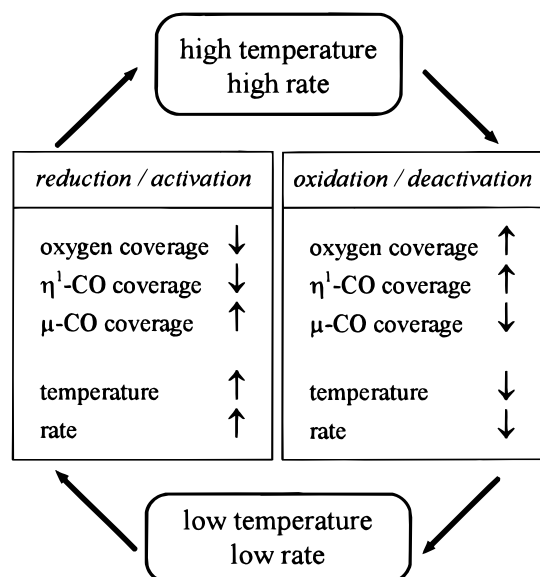 high temperature
high rate
reduction / activation
oxygen coverage ↓
η¹-CO coverage ↓
μ-CO coverage ↑
temperature ↑
rate ↑
oxidation / deactivation
oxygen coverage ↑
η¹-CO coverage ↑
μ-CO coverage ↓
temperature ↓
rate ↓
low temperature
low rate